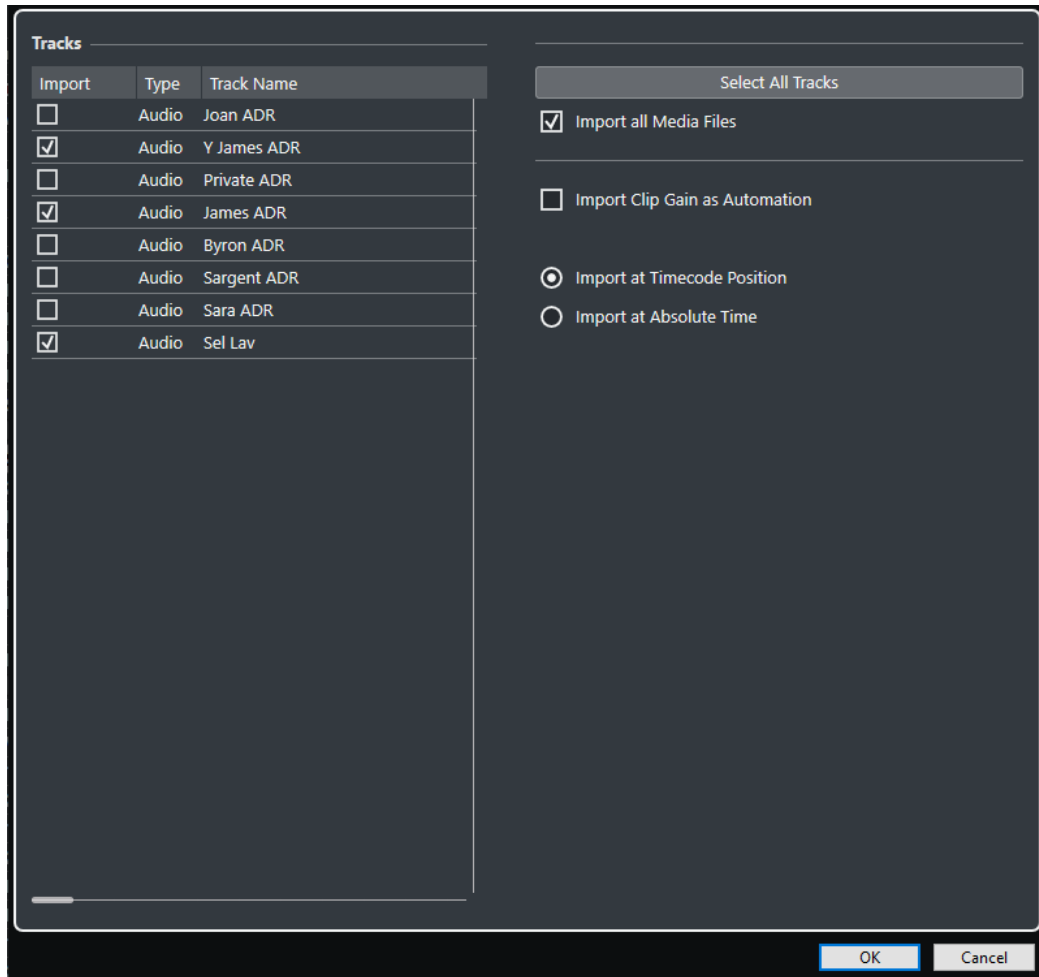 Tracks
Import Type Track Name
Audio Joan ADR
Audio Y James ADR
Audio Private ADR
Audio James ADR
Audio Byron ADR
Audio Sargent ADR
Audio Sara ADR
Audio Sel Lav
Select All Tracks
Import all Media Files
Import Clip Gain as Automation
Import at Timecode Position
Import at Absolute Time
OK Cancel